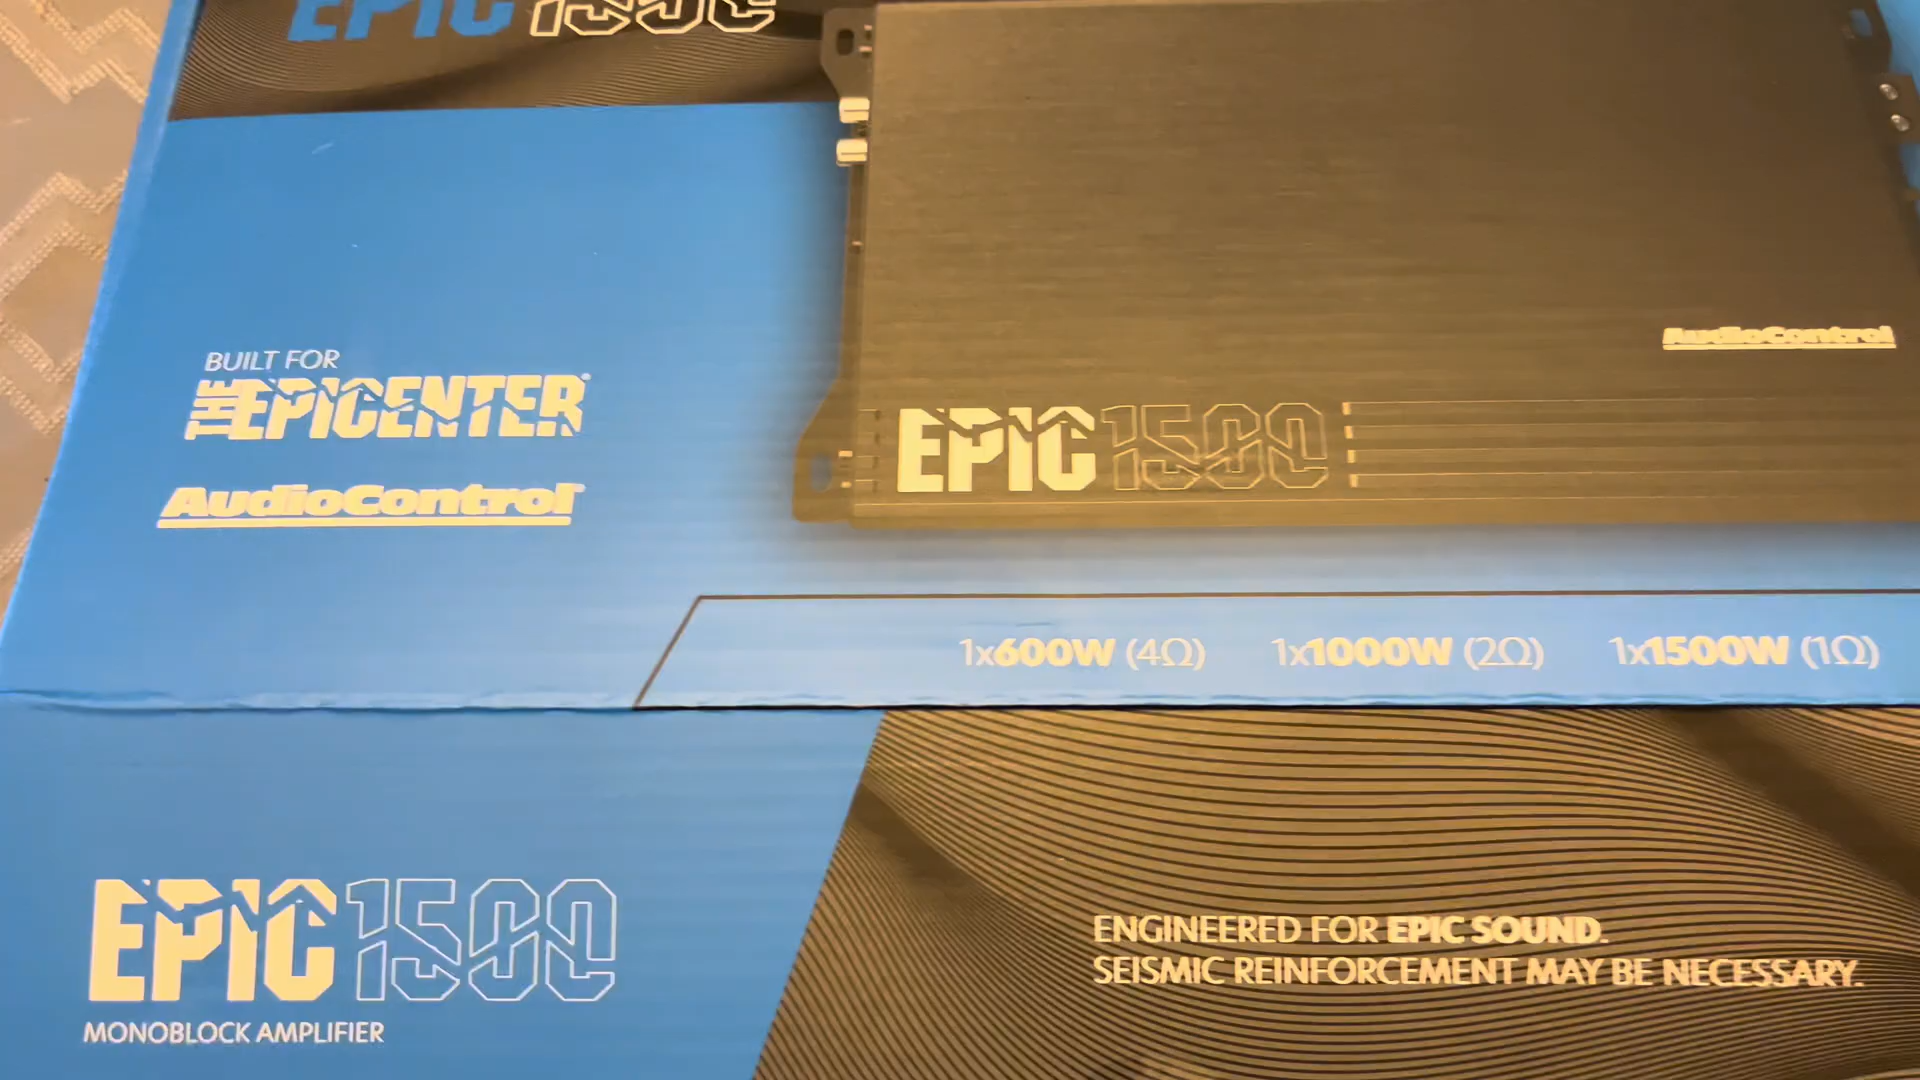 EPIC 1500
BUILT FOR
THE EPICENTER®
AudioControl®
AudioControl
EPIC 1500
1x600W (4Ω) 1x1000W (2Ω) 1x1500W (1Ω)
EPIC 1500
MONOBLOCK AMPLIFIER
ENGINEERED FOR EPIC SOUND.
SEISMIC REINFORCEMENT MAY BE NECESSARY.